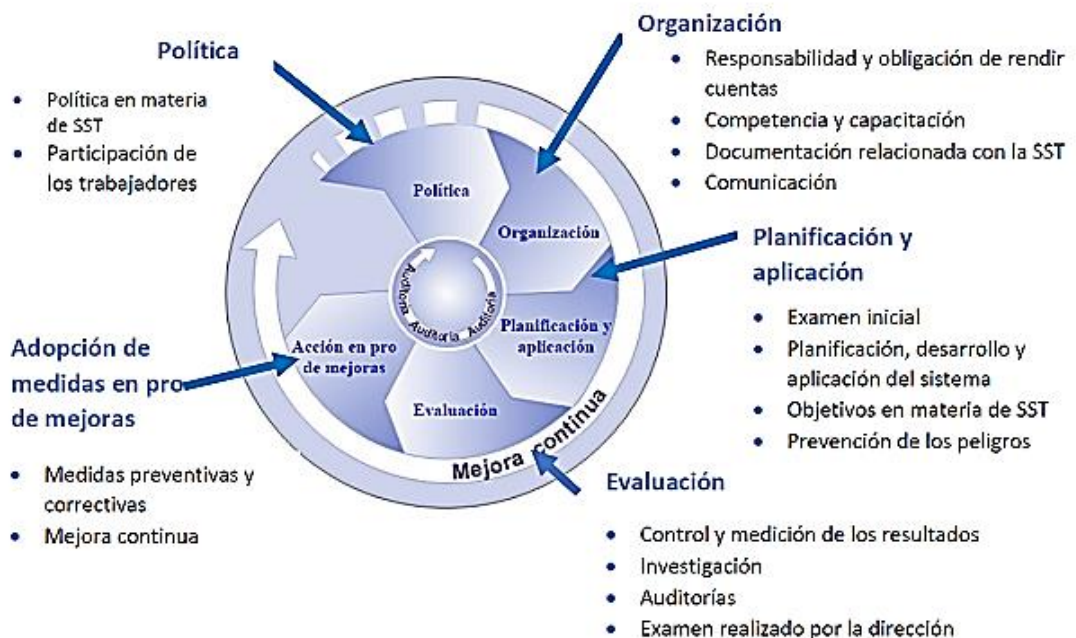 Política
• Política en materia
de SST
• Participación de
los trabajadores
Organización
• Responsabilidad y obligación de rendir
cuentas
• Competencia y capacitación
• Documentación relacionada con la SST
• Comunicación
Planificación y
aplicación
• Examen inicial
• Planificación, desarrollo y
aplicación del sistema
• Objetivos en materia de SST
• Prevención de los peligros
Evaluación
• Control y medición de los resultados
• Investigación
• Auditorías
• Examen realizado por la dirección
Adopción de
medidas en pro
de mejoras
• Medidas preventivas y
correctivas
• Mejora continua
Política
Organización
Planificación y
aplicación
Evaluación
Acción en pro
de mejoras
Auditoria Auditoria Auditoria
Mejora continua